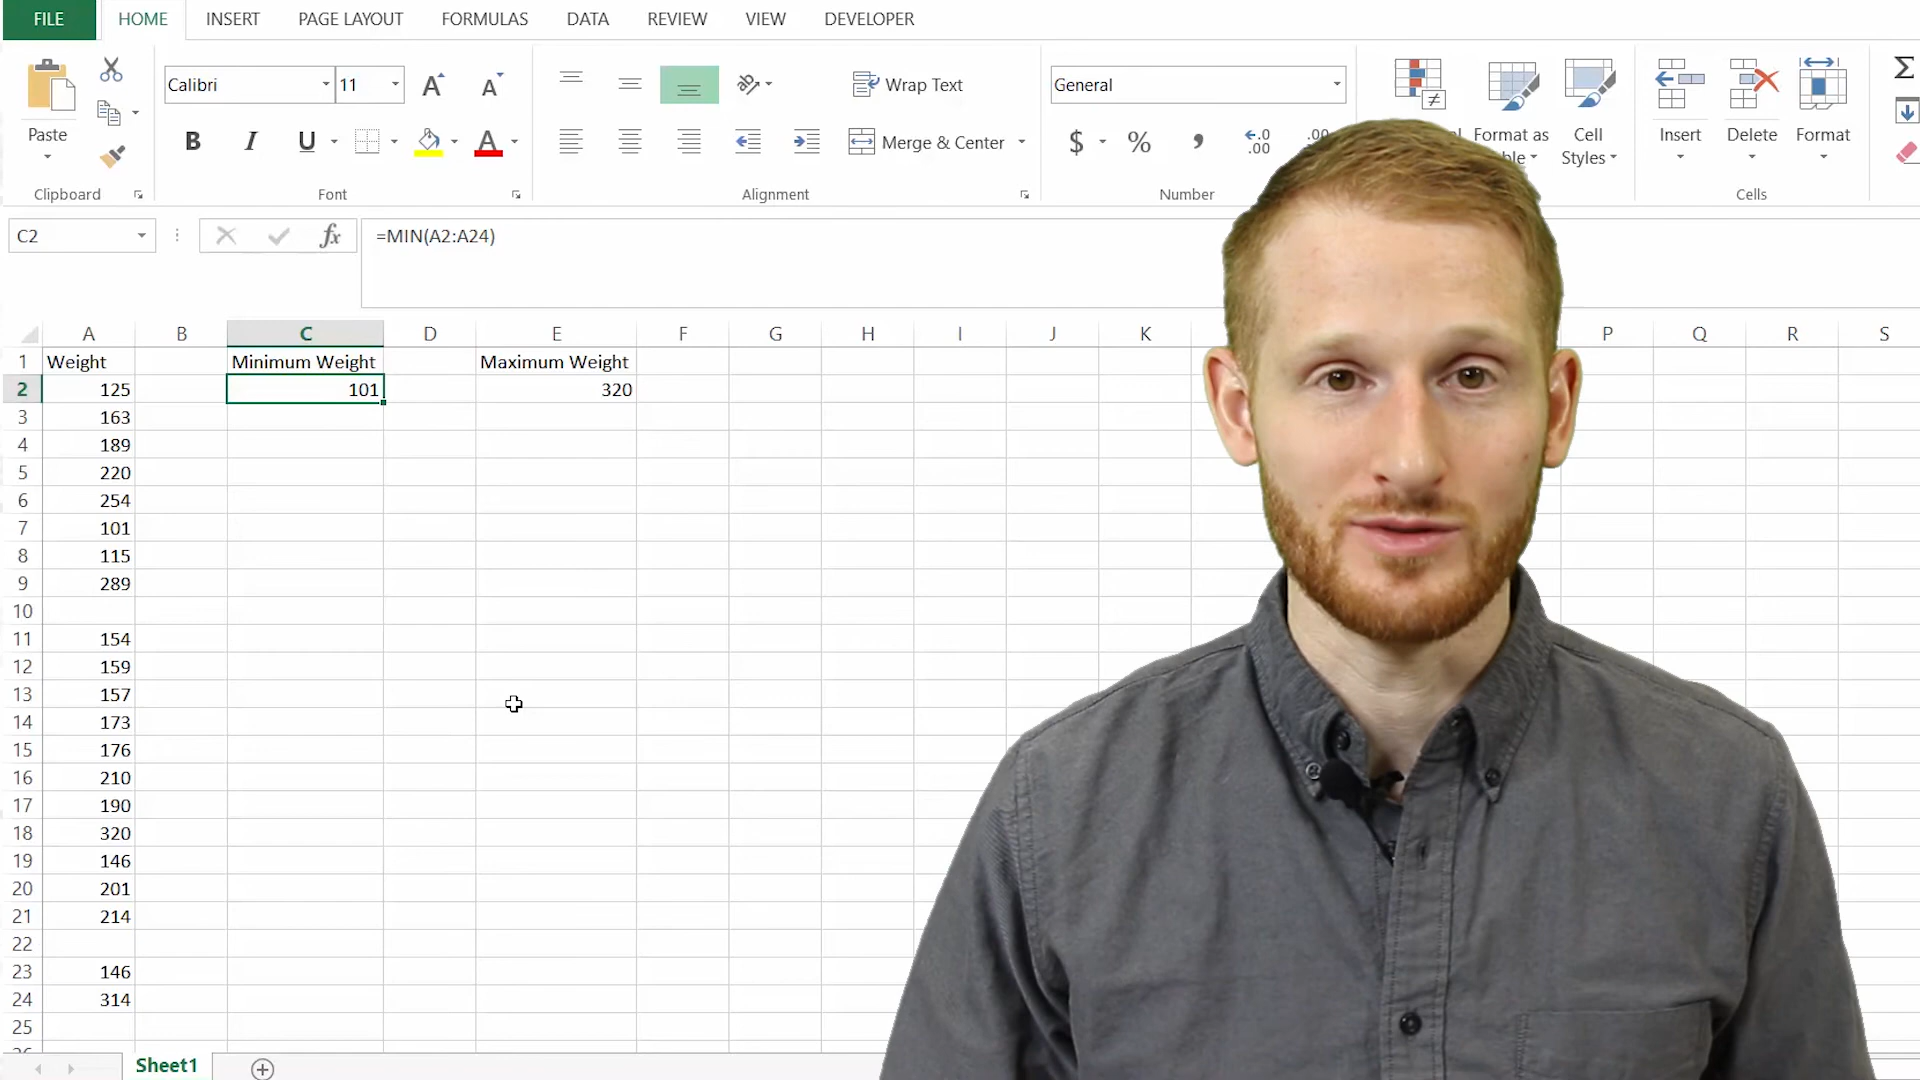 FILE HOME INSERT PAGE LAYOUT FORMULAS DATA REVIEW VIEW DEVELOPER
Calibri 11 A A Wrap Text General
Paste B I U A Merge & Center $ % , ←.0 .00 .00 Format as Cell Styles Insert Delete Format
Clipboard Font Alignment Number Cells
C2 fx =MIN(A2:A24)
A B C D E F G H I J K P Q R S
1 Weight Minimum Weight Maximum Weight
2 125 101 320
3 163
4 189
5 220
6 254
7 101
8 115
9 289
10
11 154
12 159
13 157
14 173
15 176
16 210
17 190
18 320
19 146
20 201
21 214
22
23 146
24 314
25
Sheet1